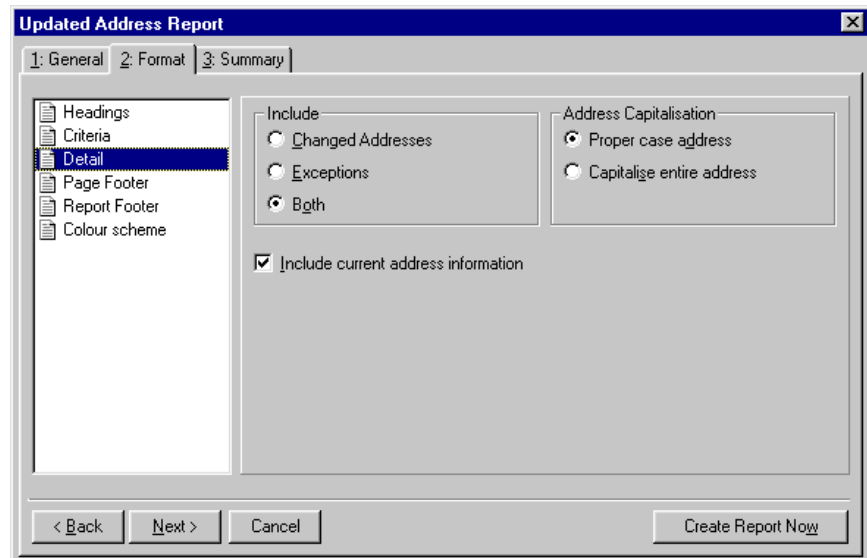 Updated Address Report
1: General 2: Format 3: Summary
Headings
Criteria
Detail
Page Footer
Report Footer
Colour scheme
Include
Changed Addresses
Exceptions
Both
Address Capitalisation
Proper case address
Capitalise entire address
Include current address information
< Back Next > Cancel Create Report Now